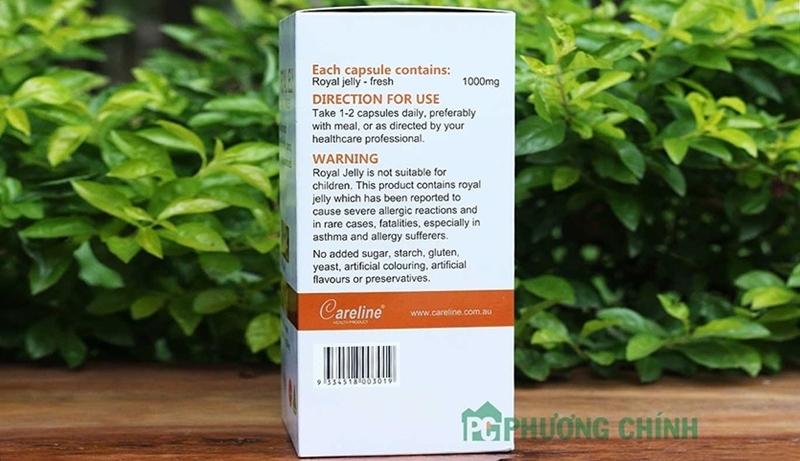 Each capsule contains:
Royal jelly - fresh 1000mg
DIRECTION FOR USE
Take 1-2 capsules daily, preferably
with meal, or as directed by your
healthcare professional.
WARNING
Royal Jelly is not suitable for
children. This product contains royal
jelly which has been reported to
cause severe allergic reactions and
in rare cases, fatalities, especially in
asthma and allergy sufferers.
No added sugar, starch, gluten,
yeast, artificial colouring, artificial
flavours or preservatives.
Careline® www.careline.com.au
HEALTH PRODUCT
9 334518 003019
PC PHƯƠNG CHÍNH